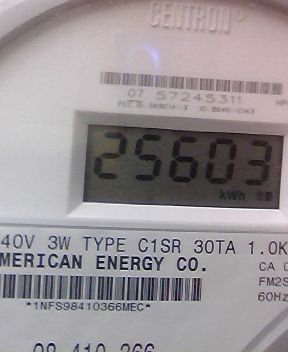 CENTRON®
07 57245311
25603
kWh
40V 3W TYPE C1SR 30TA 1.0K
MERICAN ENERGY CO.
CA 0
FM2S
60Hz
*1NFS98410366MEC*